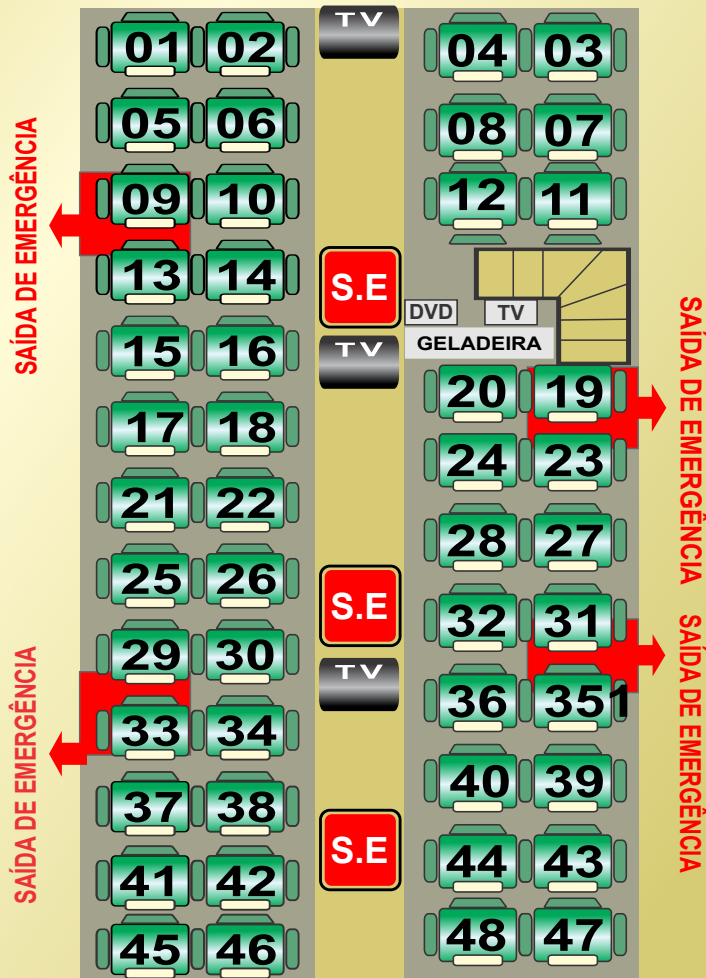 01 02 TV 04 03
05 06 08 07
09 10 12 11
SAÍDA DE EMERGÊNCIA
13 14 S.E
DVD TV
GELADEIRA
15 16 TV
20 19
SAÍDA DE EMERGÊNCIA
17 18 24 23
21 22 28 27
25 26 S.E 32 31
29 30 TV
SAÍDA DE EMERGÊNCIA
33 34 36 351
SAÍDA DE EMERGÊNCIA
37 38 40 39
S.E
41 42 44 43
45 46 48 47